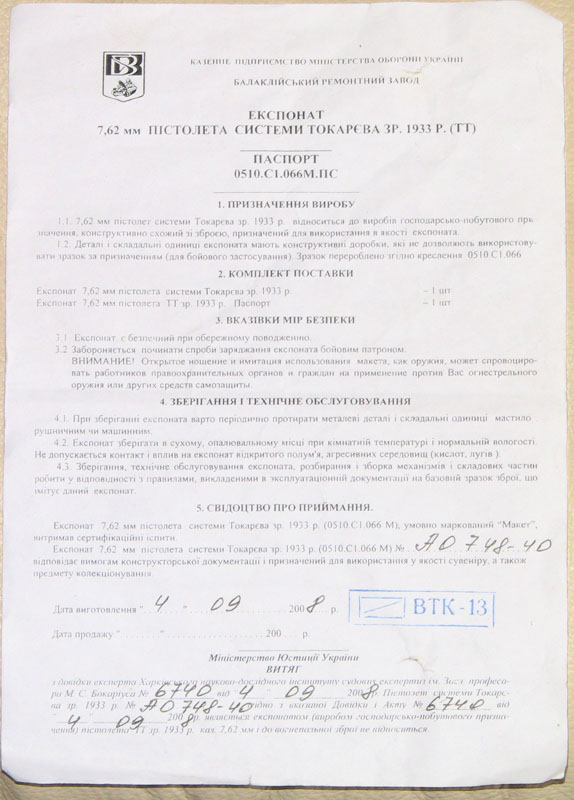 КАЗЕННЕ ПІДПРИЄМСТВО МІНІСТЕРСТВА ОБОРОНИ УКРАЇНИ
БАЛАКЛІЙСЬКИЙ РЕМОНТНИЙ ЗАВОД
ЕКСПОНАТ
7,62 мм ПІСТОЛЕТА СИСТЕМИ ТОКАРЄВА ЗР. 1933 Р. (ТТ)
ПАСПОРТ
0510.С1.066М.ПС
1. ПРИЗНАЧЕННЯ ВИРОБУ
1.1. 7,62 мм пістолет системи Токарєва зр. 1933 р. відноситься до виробів господарсько-побутового при-
значення, конструктивно схожий зі зброєю, призначений для використання в якості експоната.
1.2. Деталі і складальні одиниці експоната мають конструктивні доробки, які не дозволяють використову-
вати зразок за призначенням (для бойового застосування). Зразок перероблено згідно креслення 0510.С1.066
2. КОМПЛЕКТ ПОСТАВКИ
Експонат 7,62 мм пістолета системи Токарєва зр. 1933 г. – 1 шт
Експонат 7,62 мм пістолета ТТ зр. 1933 г. Паспорт – 1 шт
3. ВКАЗІВКИ МІР БЕЗПЕКИ
3.1 Експонат є безпечний при обережному поводженню.
3.2 Забороняється починати спроби заряджання експоната бойовим патроном.
ВНИМАНИЕ! Открытое ношение и имитация использования макета, как оружия, может спровоциро-
вать работников правоохранительных органов и граждан на применение против Вас огнестрельного
оружия или других средств самозащиты.
4. ЗБЕРІГАННЯ І ТЕХНІЧНЕ ОБСЛУГОВУВАННЯ
4.1. При зберіганні експоната варто періодично протирати металеві деталі і складальні одиниці мастило
рушничним чи машинним.
4.2. Експонат зберігати в сухому, опалювальному місці при кімнатній температурі і нормальній вологості.
Не допускається контакт і вплив на експонат відкритого полум'я, агресивних середовищ (кислот, лугів ).
4.3. Зберігання, технічне обслуговування експоната, розбирання і зборка механізмів і складових частин
робити у відповідності з правилами, викладеними в эксплуатаційной документації на базовий зразок зброї, що
імітує даний експонат.
5. СВІДОЦТВО ПРО ПРИЙМАННЯ.
Експонат 7,62 мм пістолета системи Токарєва зр. 1933 р. (0510.С1.066 М), умовно маркований “Макет”,
витримав сертифікаційні іспити.
Експонат 7,62 мм пістолета системи Токарєва зр. 1933 р. (0510.С1.066 М) № АО 748-40
відповідає вимогам конструкторської документації і призначений для використання у якості сувеніру, а також
предмету колекціонування.
Дата виготовлення “ 4 ” 09 2008 р. ВТК - 13
Дата продажу “ ” 200 р.
Міністерство Юстиції України
ВИТЯГ
з довідки експерта Харківського науково-дослідного інституту судових експертиз ім. Засл. професо-
ра М. С. Бокаріуса № 6740 від 4 09 2008 р. Пістолет системи Токарє-
ва зр. 1933 р. № АО 748-40 згідно з вказаної Довідки і Акту № 6740 від
4 09 2008 р. являється експонатом (виробом господарсько-побутового призна-
чення) пістолета ТТ зр. 1933 р. кал. 7,62 мм і до вогнепальної зброї не відноситься.